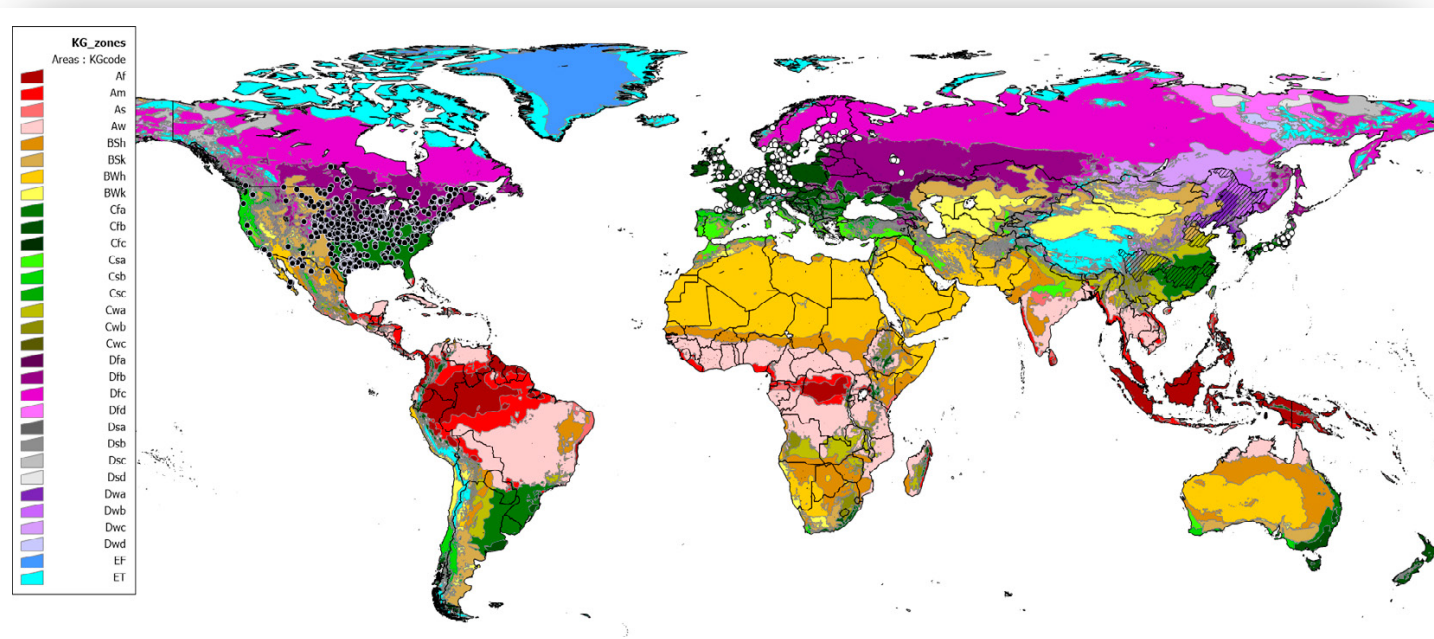 KG_zones
Areas : KGcode
Af
Am
As
Aw
BSh
BSk
BWh
BWk
Cfa
Cfb
Cfc
Csa
Csb
Csc
Cwa
Cwb
Cwc
Dfa
Dfb
Dfc
Dfd
Dsa
Dsb
Dsc
Dsd
Dwa
Dwb
Dwc
Dwd
EF
ET